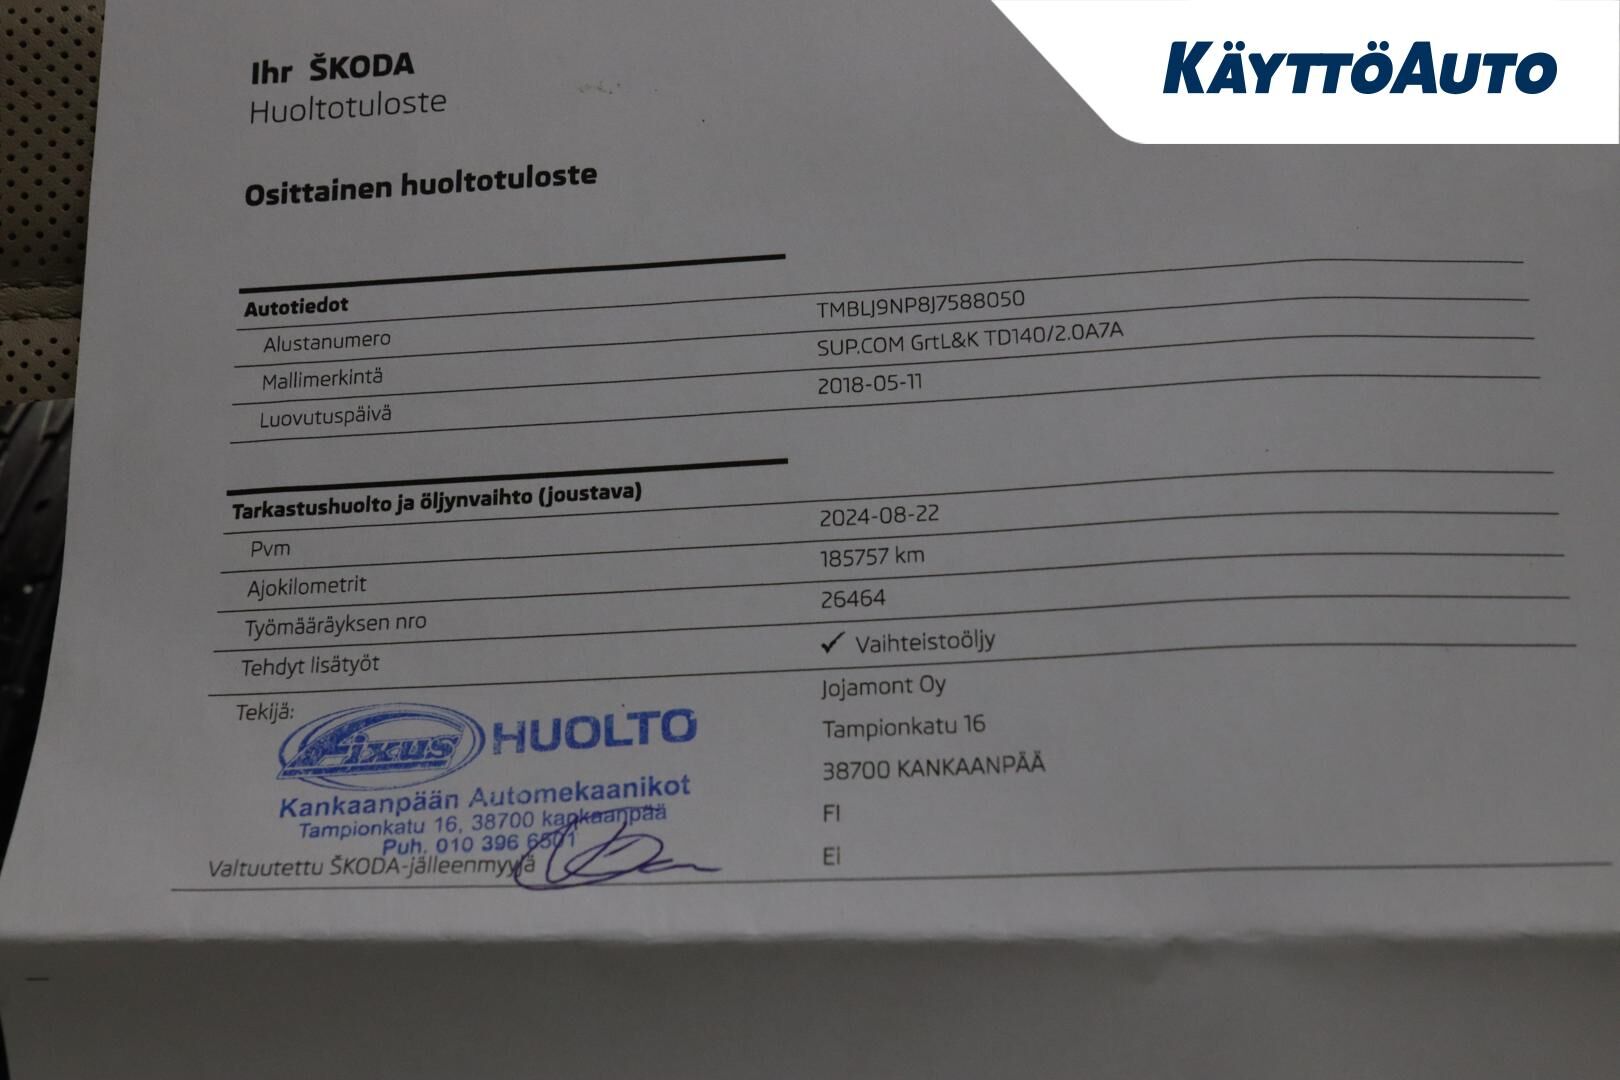 KÄYTTÖAUTO
Ihr ŠKODA
Huoltotuloste
Osittainen huoltotuloste
Autotiedot
Alustanumero TMBLJ9NP8J7588050
Mallimerkintä SUP.COM GrtL&K TD140/2.0A7A
Luovutuspäivä 2018-05-11
Tarkastushuolto ja öljynvaihto (joustava)
Pvm 2024-08-22
Ajokilometrit 185757 km
Työmääräyksen nro 26464
Tehdyt lisätyöt ✓ Vaihteistoöljy
Tekijä: Jojamont Oy
Tampionkatu 16
38700 KANKAANPÄÄ
FI
Fixus HUOLTO
Kankaanpään Automekaanikot
Tampionkatu 16, 38700 kankaanpää
Puh. 010 396 6501
Valtuutettu ŠKODA-jälleenmyyjä EI